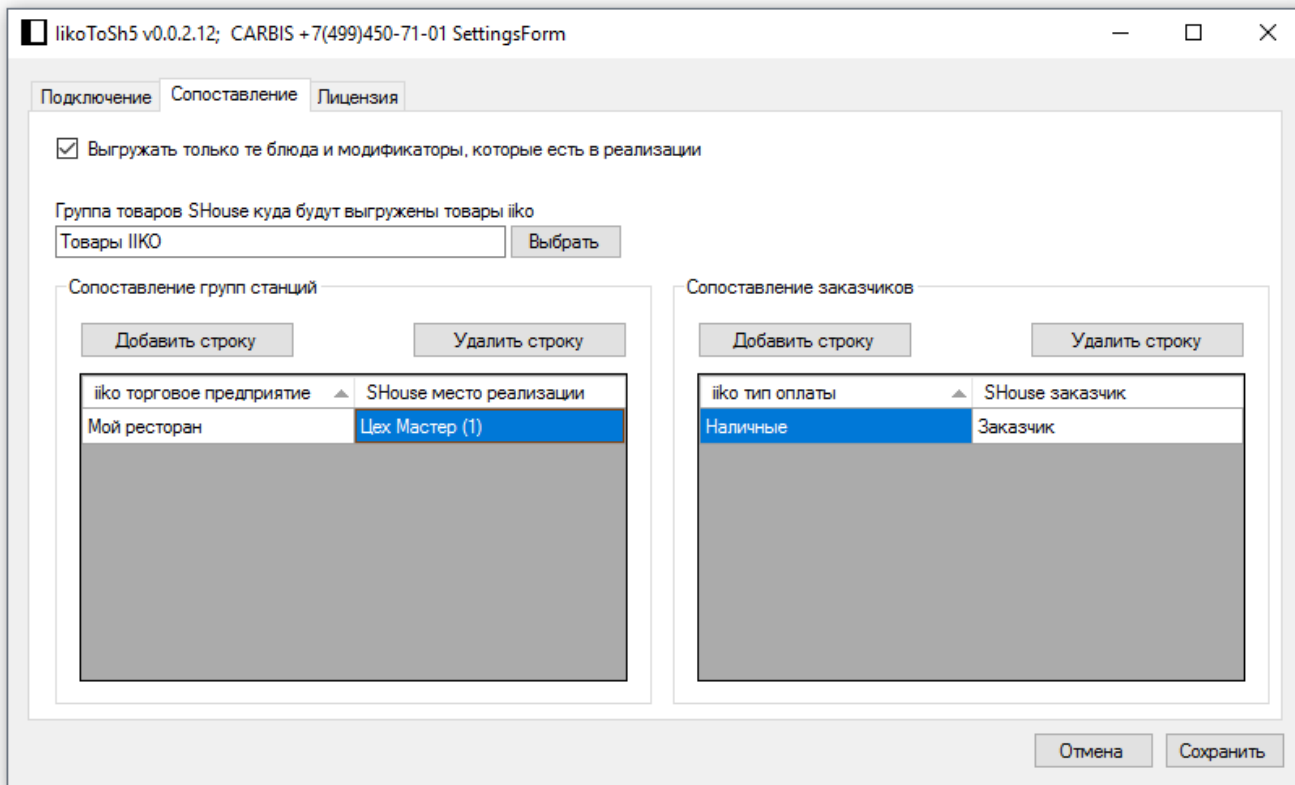 IikoToSh5 v0.0.2.12; CARBIS +7(499)450-71-01 SettingsForm
Подключение Сопоставление Лицензия
Выгружать только те блюда и модификаторы, которые есть в реализации
Группа товаров SHouse куда будут выгружены товары iiko
Товары IIKO Выбрать
Сопоставление групп станций
Добавить строку Удалить строку
iiko торговое предприятие SHouse место реализации
Мой ресторан Цех Мастер (1)
Сопоставление заказчиков
Добавить строку Удалить строку
iiko тип оплаты SHouse заказчик
Наличные Заказчик
Отмена Сохранить